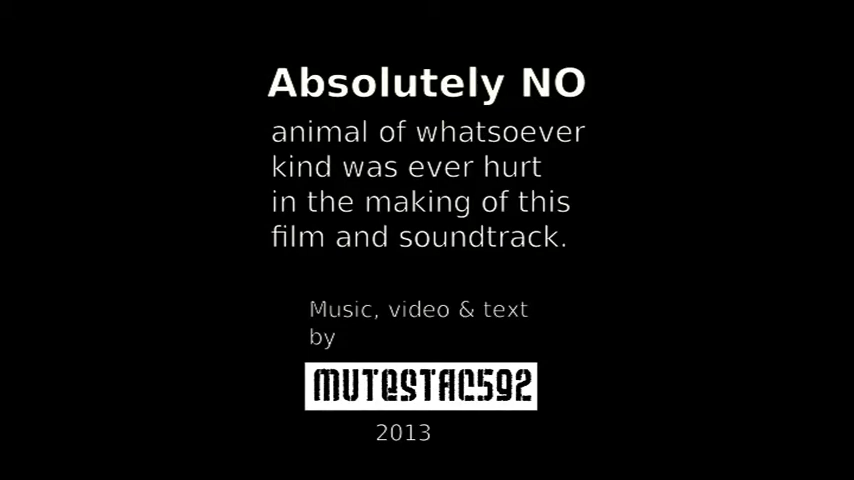 Absolutely NO
animal of whatsoever
kind was ever hurt
in the making of this
film and soundtrack.
Music, video & text
by
MUTESTAC592
2013